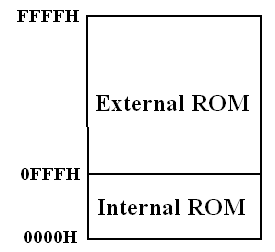 FFFFH
External ROM
0FFFH
Internal ROM
0000H